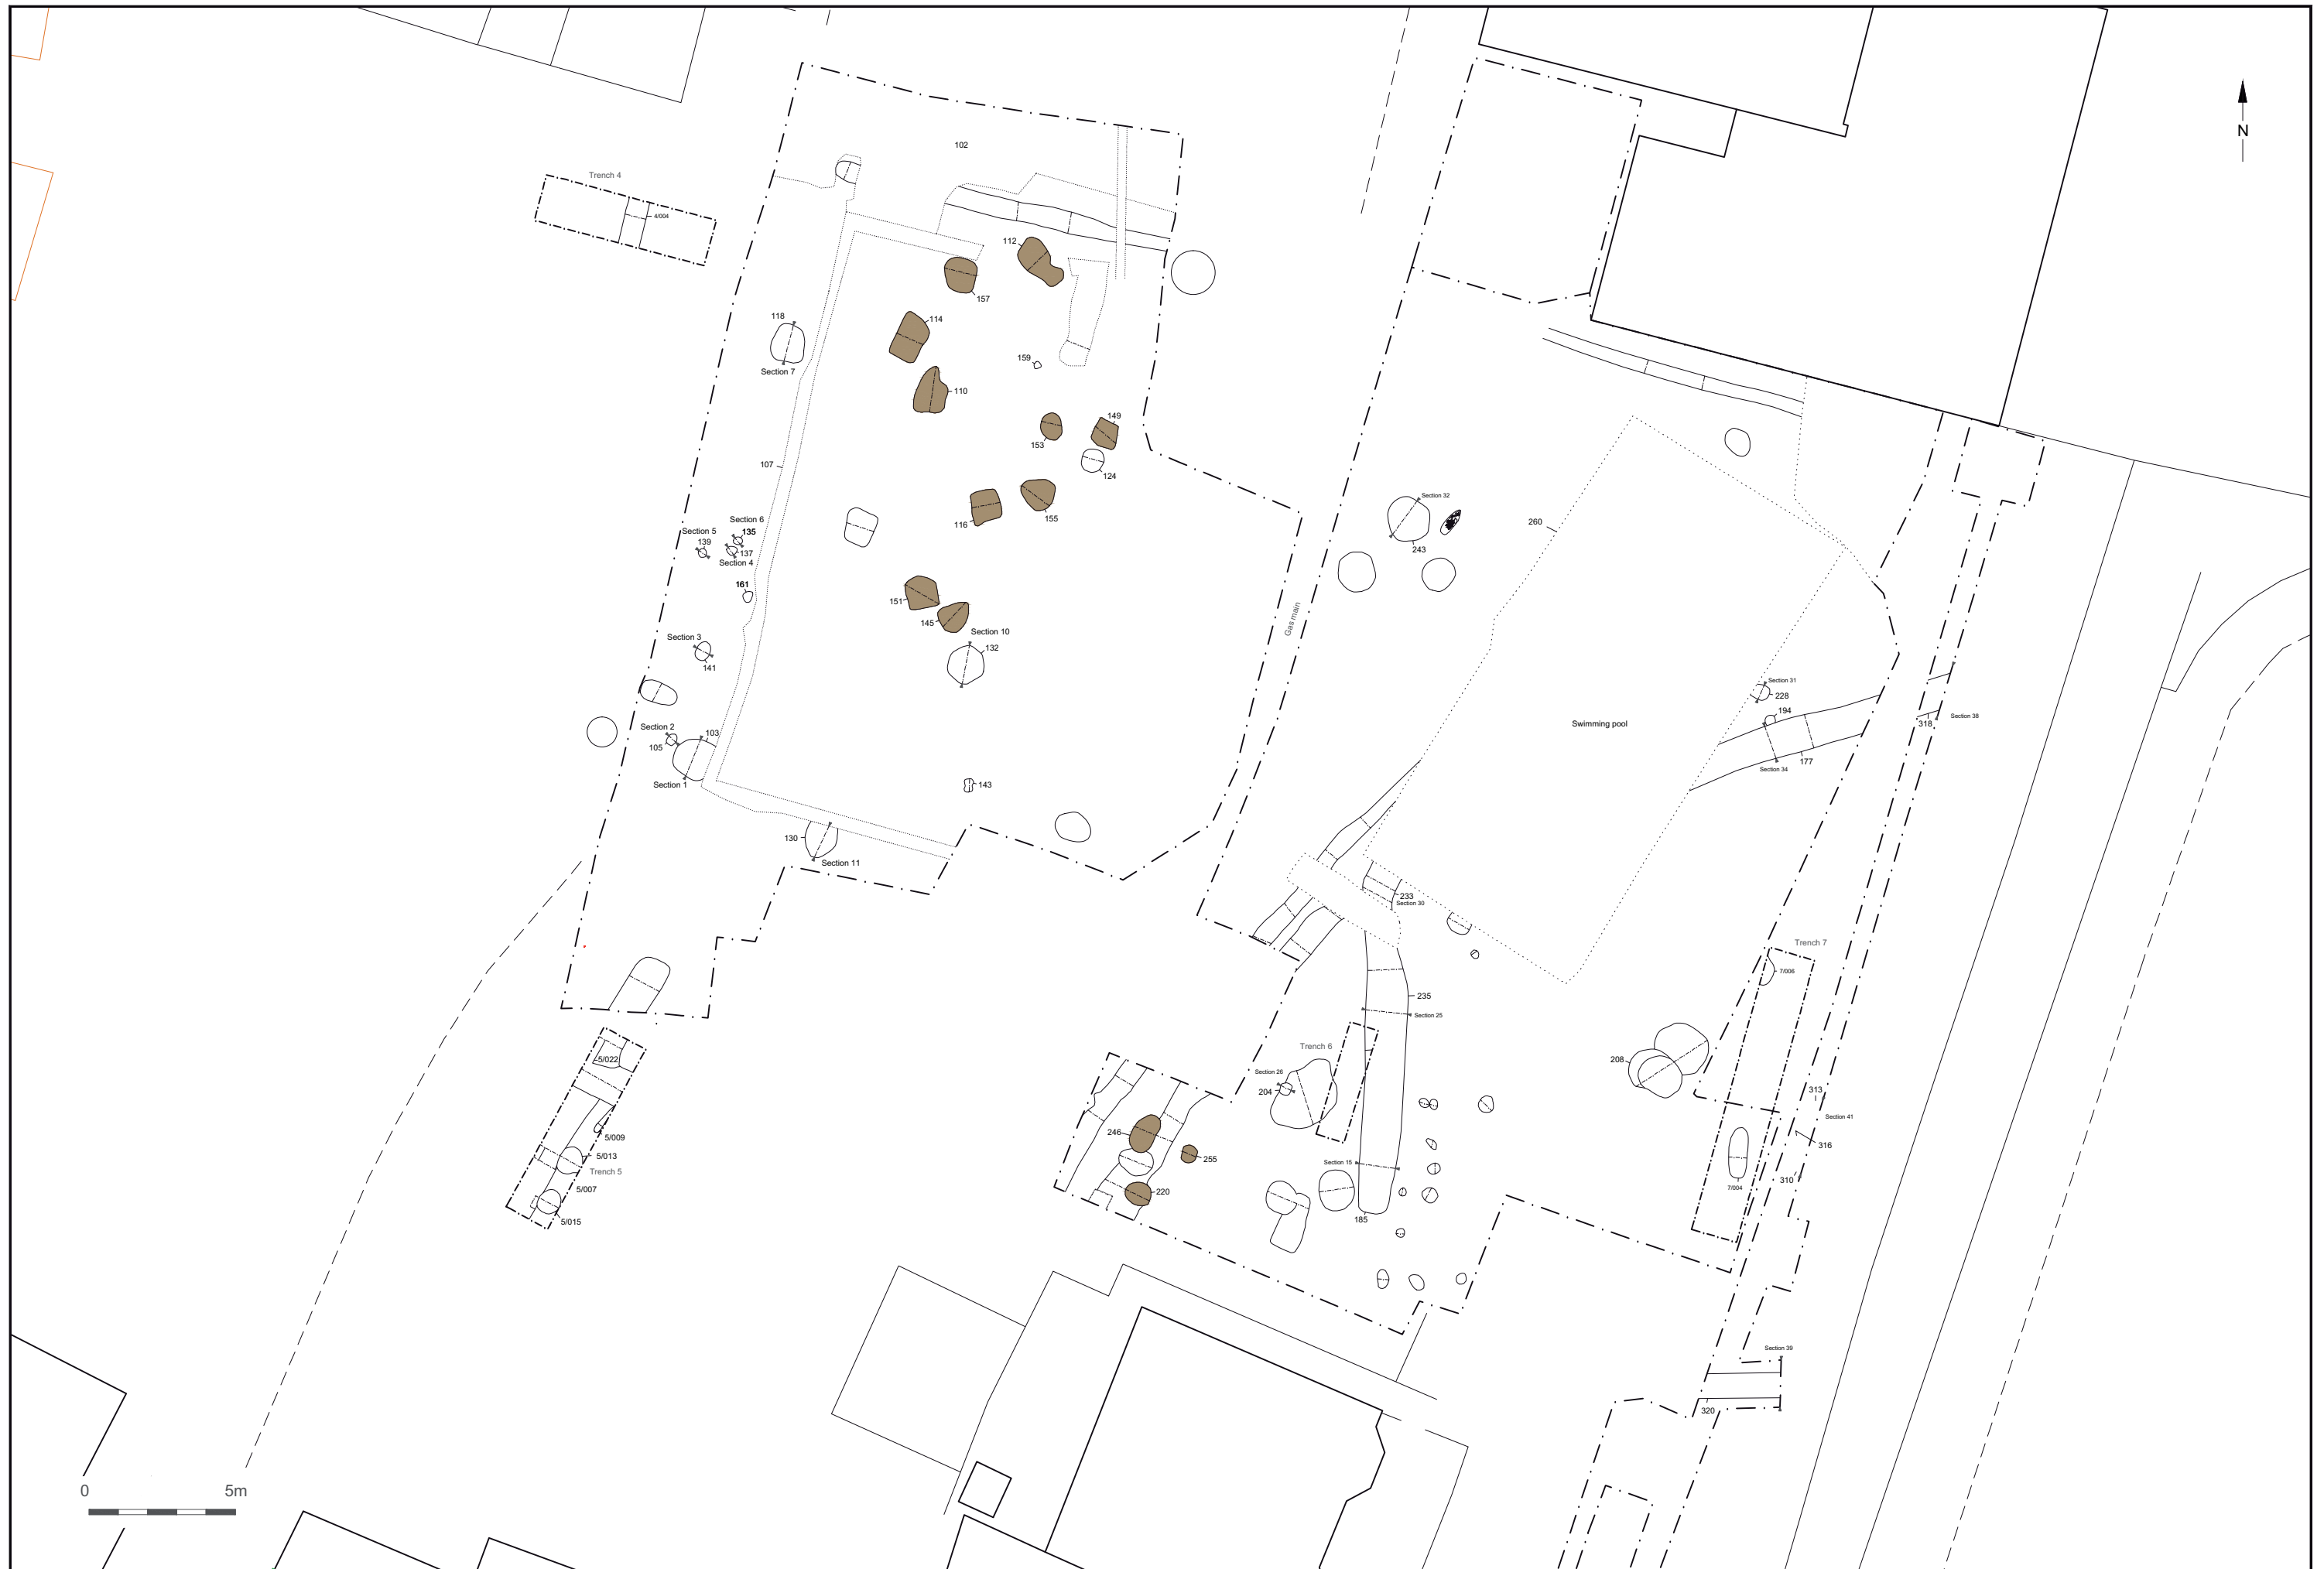 102
N
Trench 4
4/004
112
157
118
114
Section 7
159
110
149
153
124
107
116
155
Section 32
243
260
Section 6
135
Section 5
139
137
Section 4
161
151
145
Section 10
132
Gas main
Section 3
141
Section 31
228
194
318
Section 38
Swimming pool
177
Section 34
Section 2
103
105
Section 1
143
130
Section 11
233
Section 30
Trench 7
7/006
235
Section 25
Trench 6
5/022
208
Section 26
204
313
Section 41
316
246
5/009
5/013
255
Section 15
Trench 5
310
5/007
7/004
220
185
5/015
Section 39
320
0
5m